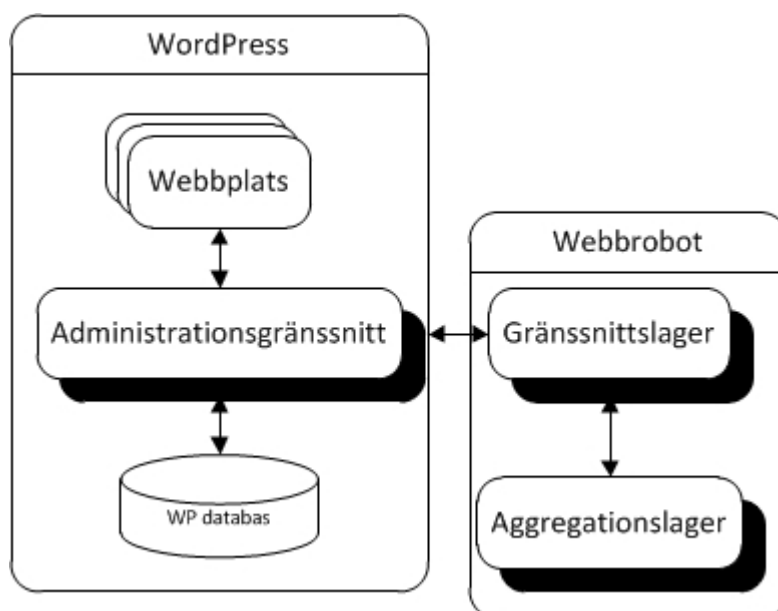 WordPress
Webbplats
Administrationsgränssnitt
WP databas
Webbrobot
Gränssnittslager
Aggregationslager